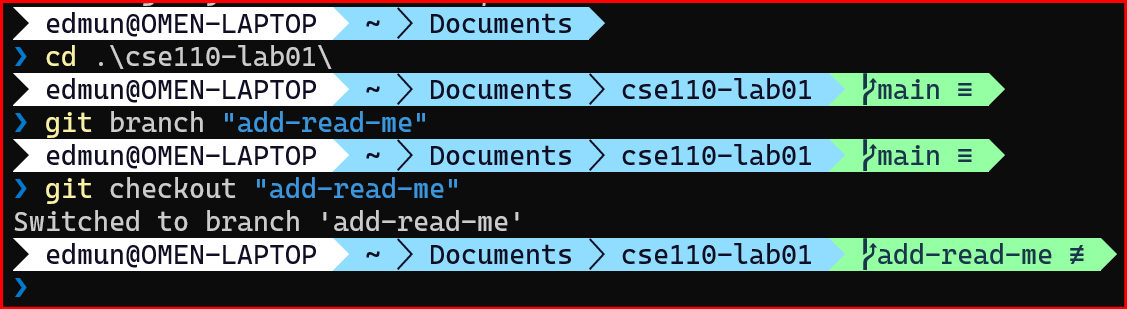 edmun@OMEN-LAPTOP ~ Documents
❯ cd .\cse110-lab01\
edmun@OMEN-LAPTOP ~ Documents cse110-lab01 main ≡
❯ git branch "add-read-me"
edmun@OMEN-LAPTOP ~ Documents cse110-lab01 main ≡
❯ git checkout "add-read-me"
Switched to branch 'add-read-me'
edmun@OMEN-LAPTOP ~ Documents cse110-lab01 add-read-me ≢
❯